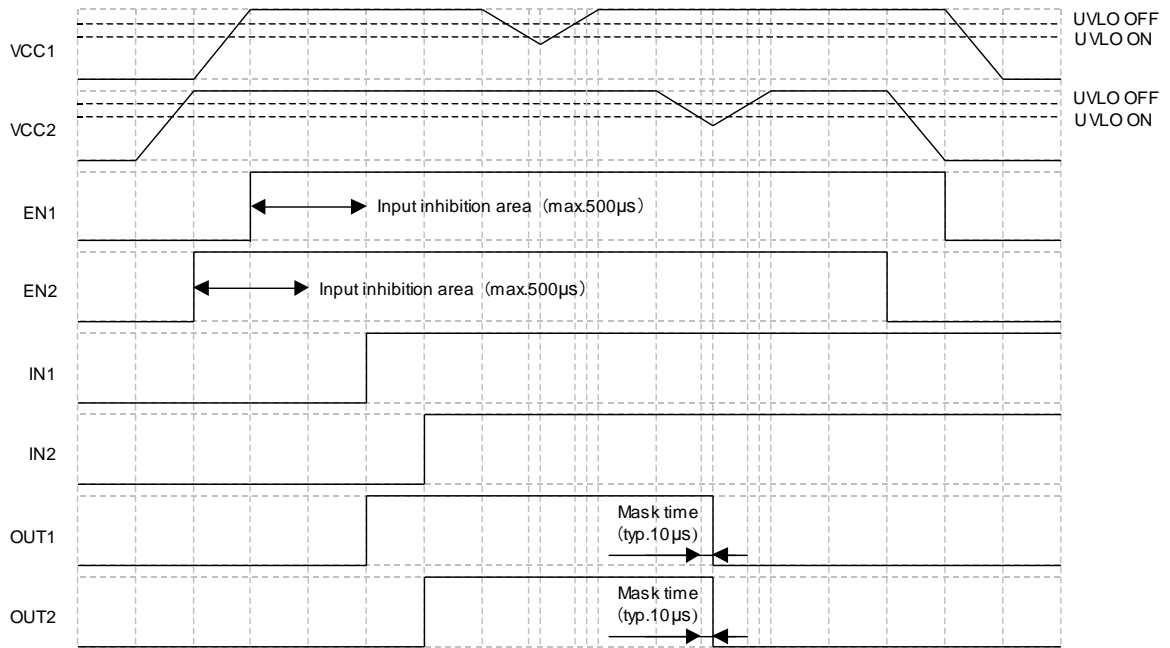 VCC1
UVLO OFF
UVLO ON
VCC2
UVLO OFF
UVLO ON
EN1
Input inhibition area (max.500μs)
EN2
Input inhibition area (max.500μs)
IN1
IN2
OUT1
Mask time
(typ.10μs)
OUT2
Mask time
(typ.10μs)